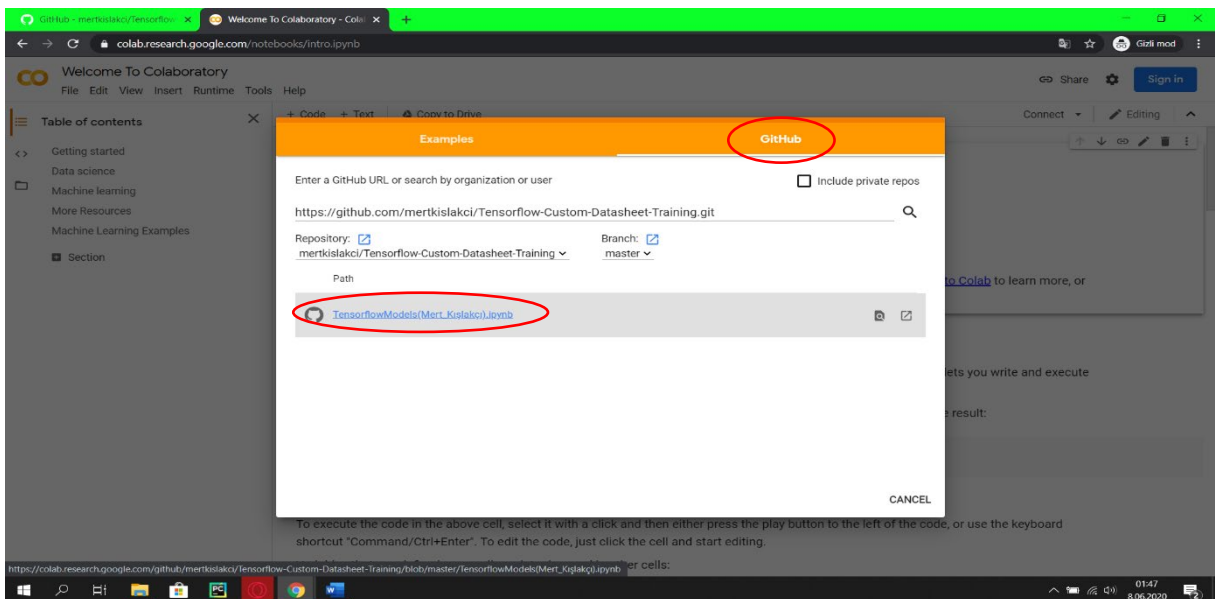 GitHub - mertkislakci/Tensorflow-
Welcome To Colaboratory - Colab
colab.research.google.com/notebooks/intro.ipynb
Gizli mod
CO
Welcome To Colaboratory
File Edit View Insert Runtime Tools Help
Share
Sign in
+ Code + Text Copy to Drive
Connect
Editing
Table of contents
Getting started
Data science
Machine learning
More Resources
Machine Learning Examples
Section
Examples
GitHub
Enter a GitHub URL or search by organization or user
Include private repos
https://github.com/mertkislakci/Tensorflow-Custom-Datasheet-Training.git
Repository:
Branch:
mertkislakci/Tensorflow-Custom-Datasheet-Training
master
Path
TensorflowModels(Mert_Kışlakçı).ipynb
to Colab to learn more, or
lets you write and execute
result:
CANCEL
To execute the code in the above cell, select it with a click and then either press the play button to the left of the code, or use the keyboard
shortcut "Command/Ctrl+Enter". To edit the code, just click the cell and start editing.
cells:
https://colab.research.google.com/github/mertkislakci/Tensorflow-Custom-Datasheet-Training/blob/master/TensorflowModels(Mert_Kışlakçı).ipynb
PC
W
01:47
8.06.2020
2